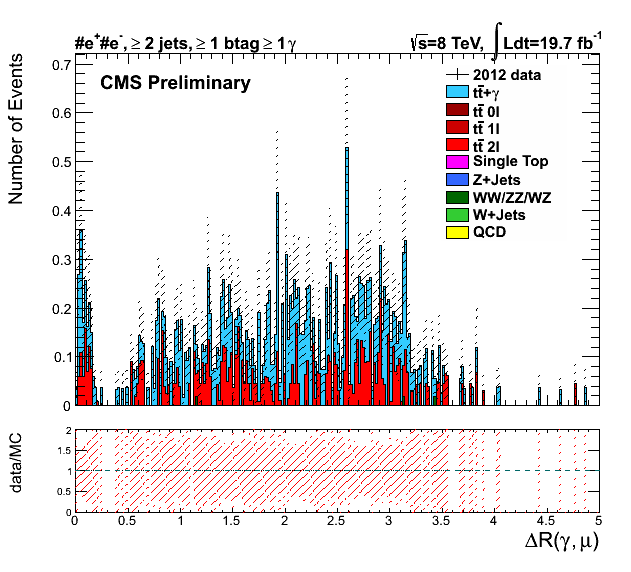 #e⁺#e⁻, ≥ 2 jets, ≥ 1 btag ≥ 1γ √s=8 TeV, ∫Ldt=19.7 fb⁻¹
CMS Preliminary
2012 data
tt̄+γ
tt̄ 0l
tt̄ 1l
tt̄ 2l
Single Top
Z+Jets
WW/ZZ/WZ
W+Jets
QCD
Number of Events
0.7
0.6
0.5
0.4
0.3
0.2
0.1
0
data/MC
2
1.5
1
0.5
0
0 0.5 1 1.5 2 2.5 3 3.5 4 4.5 5
ΔR(γ,μ)